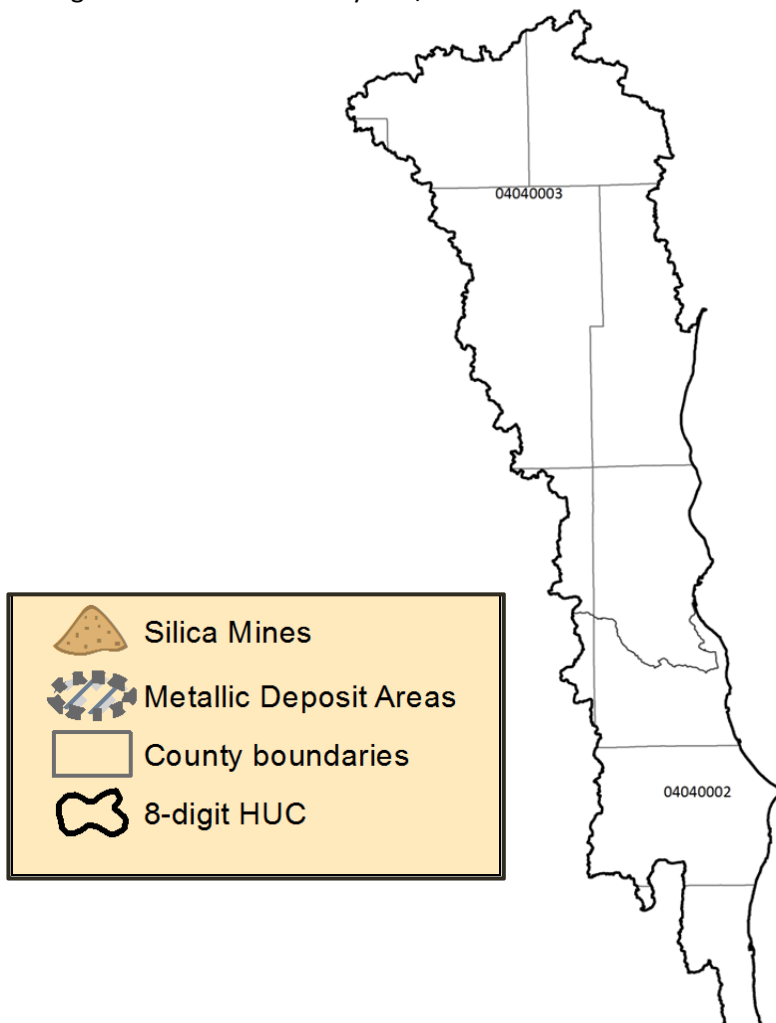 04040003
Silica Mines
Metallic Deposit Areas
County boundaries
8-digit HUC
04040002